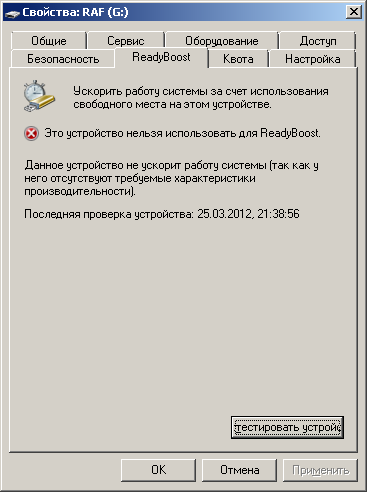 Свойства: RAF (G:)
Общие Сервис Оборудование Доступ
Безопасность ReadyBoost Квота Настройка
Ускорить работу системы за счет использования
свободного места на этом устройстве.
Это устройство нельзя использовать для ReadyBoost.
Данное устройство не ускорит работу системы (так как у
него отсутствуют требуемые характеристики
производительности).
Последняя проверка устройства: 25.03.2012, 21:38:56
тестировать устройс
OK Отмена Применить